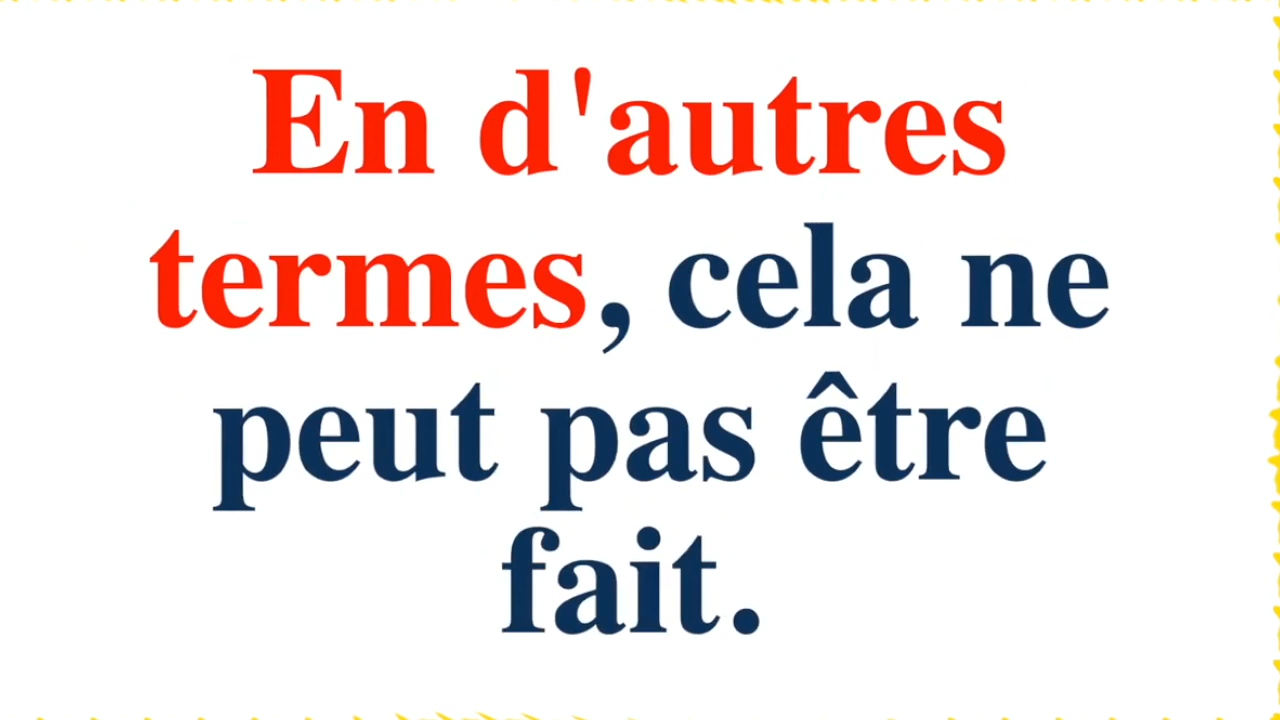 En d'autres
termes, cela ne
peut pas être
fait.